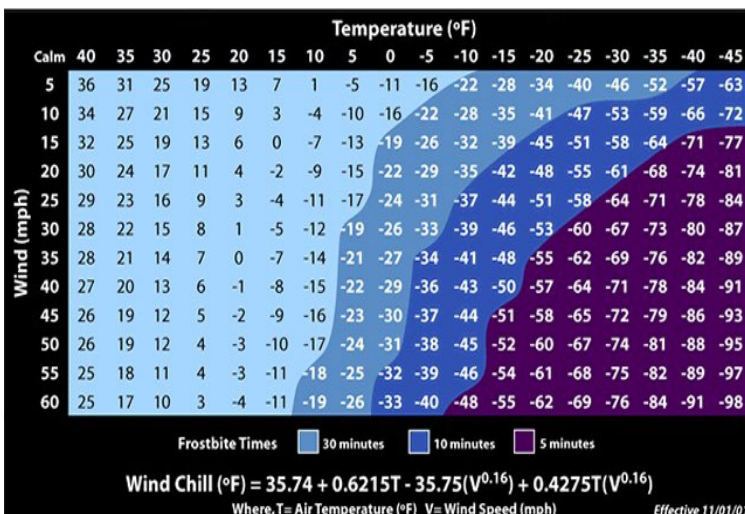 Temperature (ºF)
Calm 40 35 30 25 20 15 10 5 0 -5 -10 -15 -20 -25 -30 -35 -40 -45
5 36 31 25 19 13 7 1 -5 -11 -16 -22 -28 -34 -40 -46 -52 -57 -63
10 34 27 21 15 9 3 -4 -10 -16 -22 -28 -35 -41 -47 -53 -59 -66 -72
15 32 25 19 13 6 0 -7 -13 -19 -26 -32 -39 -45 -51 -58 -64 -71 -77
20 30 24 17 11 4 -2 -9 -15 -22 -29 -35 -42 -48 -55 -61 -68 -74 -81
25 29 23 16 9 3 -4 -11 -17 -24 -31 -37 -44 -51 -58 -64 -71 -78 -84
30 28 22 15 8 1 -5 -12 -19 -26 -33 -39 -46 -53 -60 -67 -73 -80 -87
35 28 21 14 7 0 -7 -14 -21 -27 -34 -41 -48 -55 -62 -69 -76 -82 -89
40 27 20 13 6 -1 -8 -15 -22 -29 -36 -43 -50 -57 -64 -71 -78 -84 -91
45 26 19 12 5 -2 -9 -16 -23 -30 -37 -44 -51 -58 -65 -72 -79 -86 -93
50 26 19 12 4 -3 -10 -17 -24 -31 -38 -45 -52 -60 -67 -74 -81 -88 -95
55 25 18 11 4 -3 -11 -18 -25 -32 -39 -46 -54 -61 -68 -75 -82 -89 -97
60 25 17 10 3 -4 -11 -19 -26 -33 -40 -48 -55 -62 -69 -76 -84 -91 -98
Wind (mph)
Frostbite Times 30 minutes 10 minutes 5 minutes
Wind Chill (ºF) = 35.74 + 0.6215T - 35.75(V^0.16) + 0.4275T(V^0.16)
Where, T= Air Temperature (ºF) V= Wind Speed (mph) Effective 11/01/0